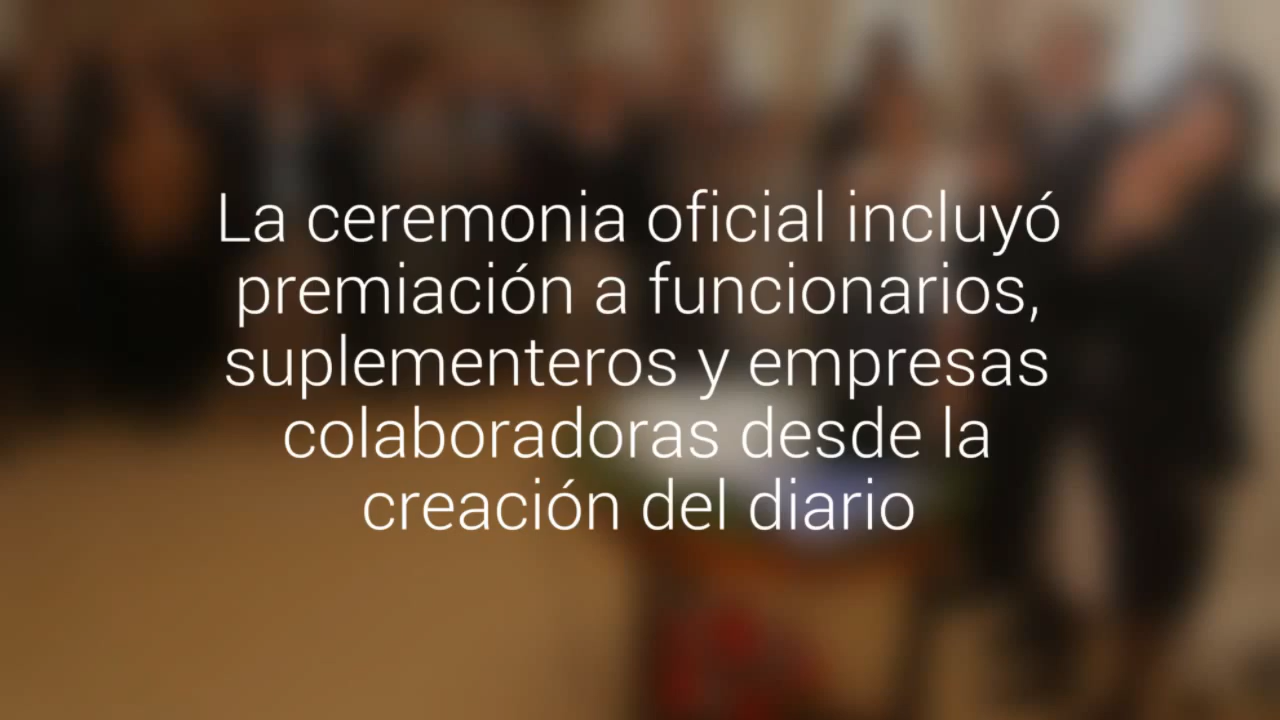 La ceremonia oficial incluyó
premiación a funcionarios,
suplementeros y empresas
colaboradoras desde la
creación del diario